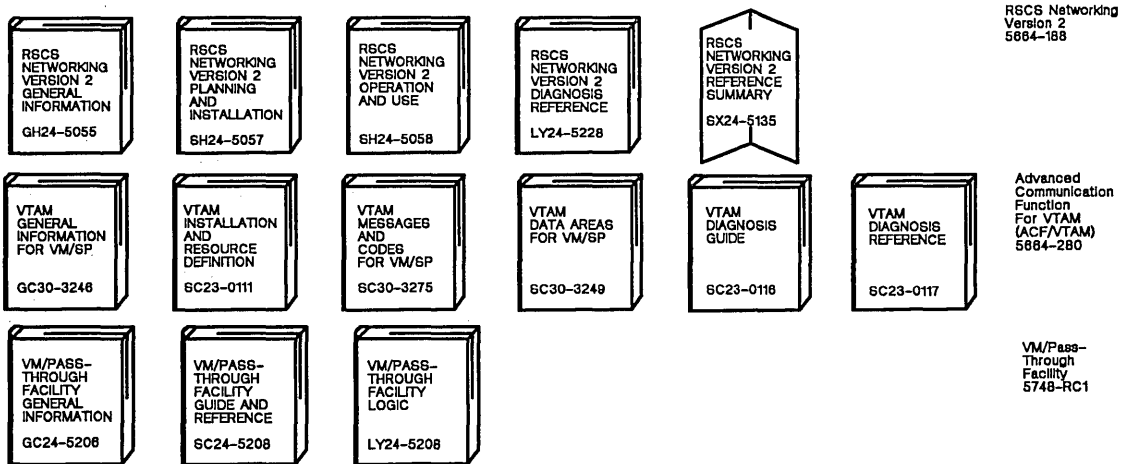 RSCS
NETWORKING
VERSION 2
GENERAL
INFORMATION
GH24-5055
RSCS
NETWORKING
VERSION 2
PLANNING
AND
INSTALLATION
SH24-5057
RSCS
NETWORKING
VERSION 2
OPERATION
AND USE
SH24-5058
RSCS
NETWORKING
VERSION 2
DIAGNOSIS
REFERENCE
LY24-5228
RSCS
NETWORKING
VERSION 2
REFERENCE
SUMMARY
SX24-5135
RSCS Networking
Version 2
5664-188
VTAM
GENERAL
INFORMATION
FOR VM/SP
GC30-3246
VTAM
INSTALLATION
AND
RESOURCE
DEFINITION
SC23-0111
VTAM
MESSAGES
AND
CODES
FOR VM/SP
SC30-3275
VTAM
DATA AREAS
FOR VM/SP
SC30-3249
VTAM
DIAGNOSIS
GUIDE
SC23-0116
VTAM
DIAGNOSIS
REFERENCE
SC23-0117
Advanced
Communication
Function
For VTAM
(ACF/VTAM)
5664-280
VM/PASS-
THROUGH
FACILITY
GENERAL
INFORMATION
GC24-5206
VM/PASS-
THROUGH
FACILITY
GUIDE AND
REFERENCE
SC24-5208
VM/PASS-
THROUGH
FACILITY
LOGIC
LY24-5208
VM/Pass-
Through
Facility
5748-RC1